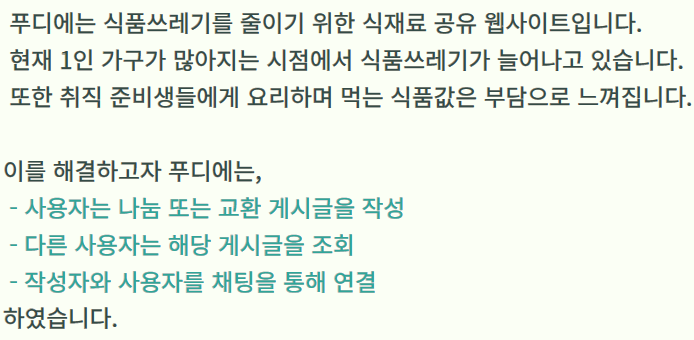 푸디에는 식품쓰레기를 줄이기 위한 식재료 공유 웹사이트입니다.
현재 1인 가구가 많아지는 시점에서 식품쓰레기가 늘어나고 있습니다.
또한 취직 준비생들에게 요리하며 먹는 식품값은 부담으로 느껴집니다.
이를 해결하고자 푸디에는,
- 사용자는 나눔 또는 교환 게시글을 작성
- 다른 사용자는 해당 게시글을 조회
- 작성자와 사용자를 채팅을 통해 연결
하였습니다.